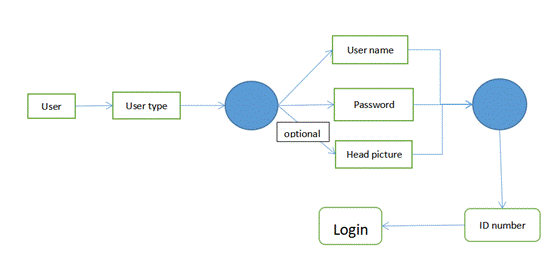 User name
User
User type
Password
optional
Head picture
Login
ID number